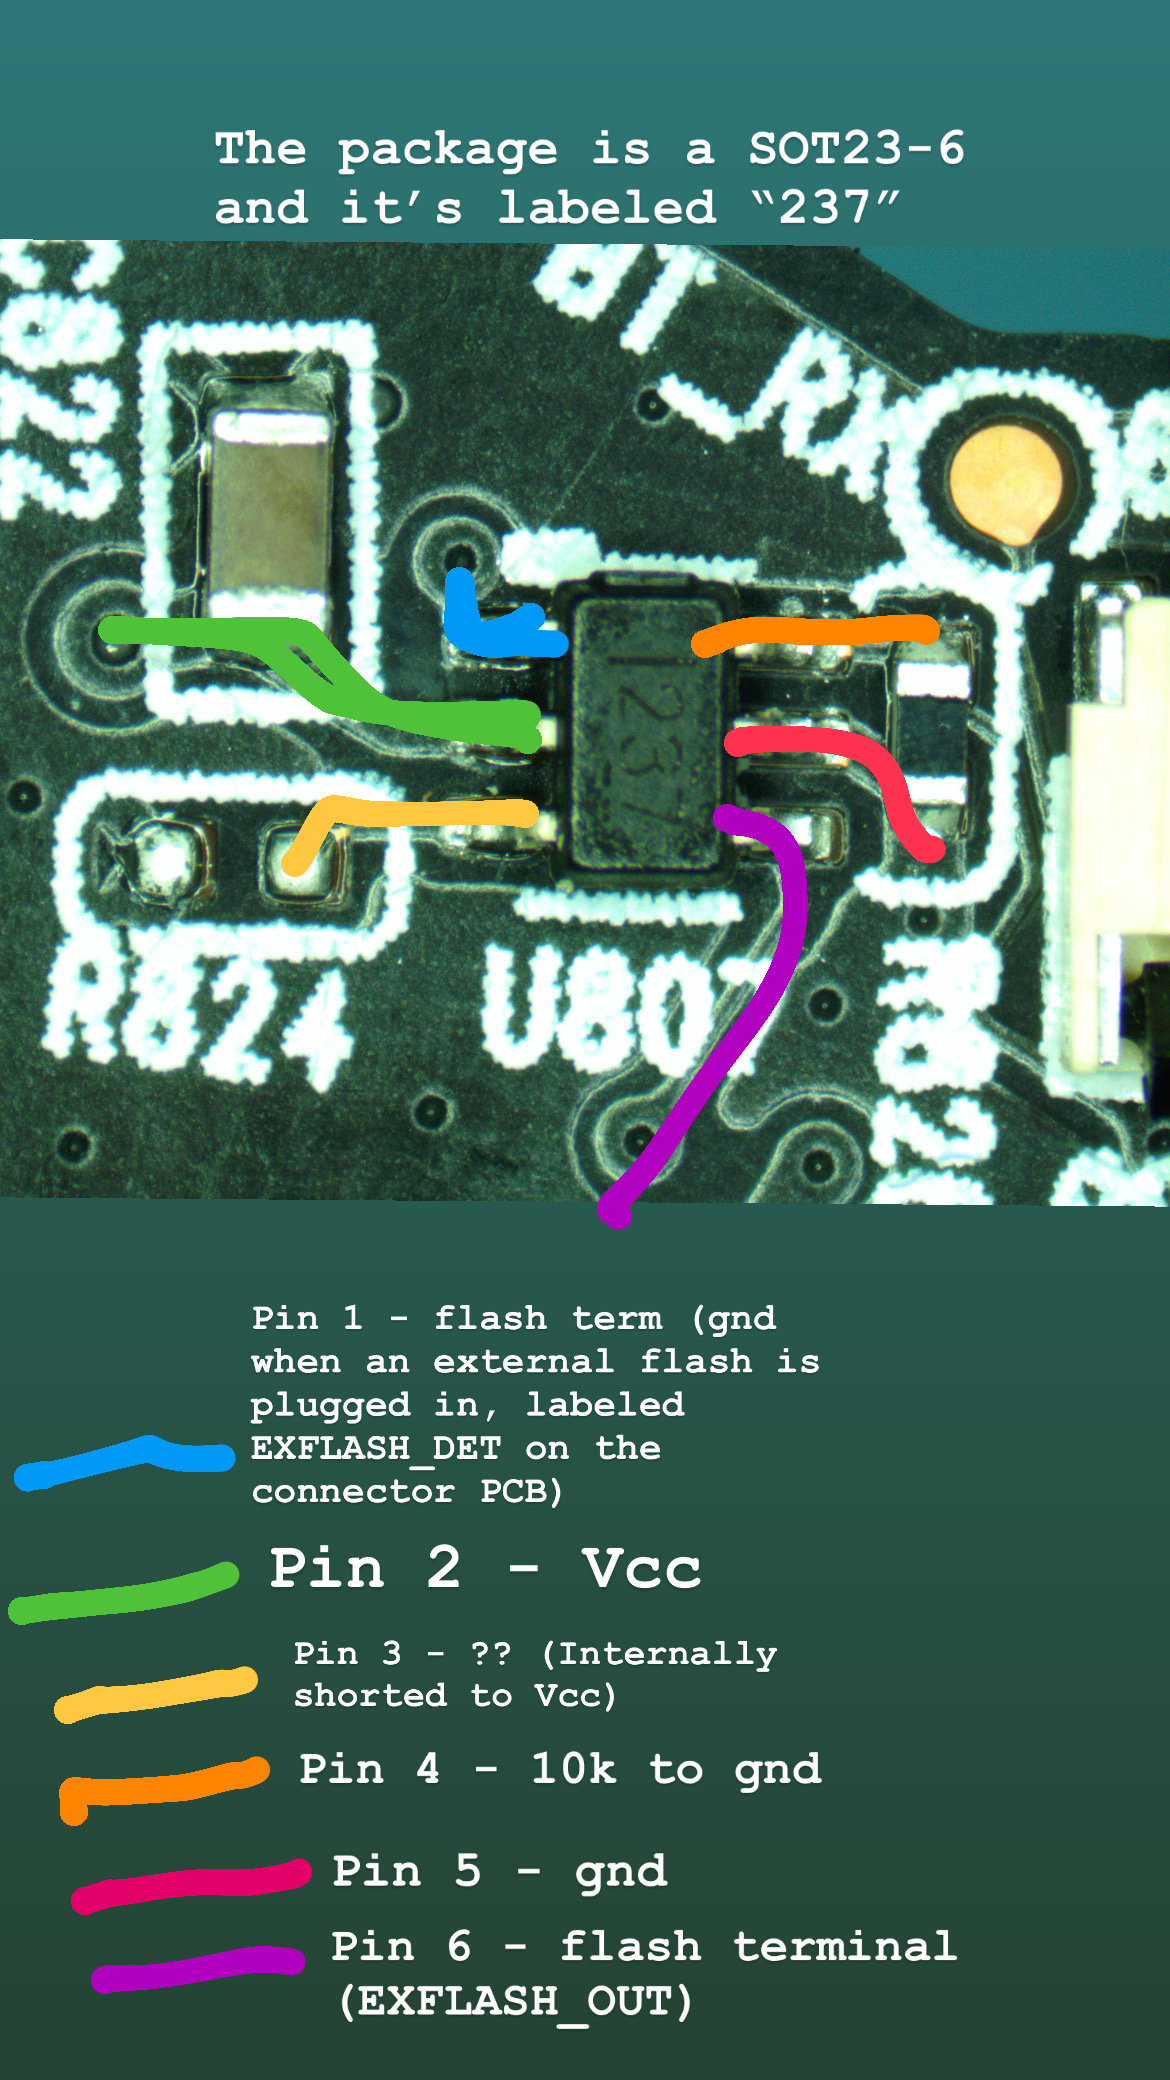 The package is a SOT23-6
and it’s labeled “237”
237
R824
U807
Pin 1 - flash term (gnd
when an external flash is
plugged in, labeled
EXFLASH_DET on the
connector PCB)
Pin 2 - Vcc
Pin 3 - ?? (Internally
shorted to Vcc)
Pin 4 - 10k to gnd
Pin 5 - gnd
Pin 6 - flash terminal
(EXFLASH_OUT)